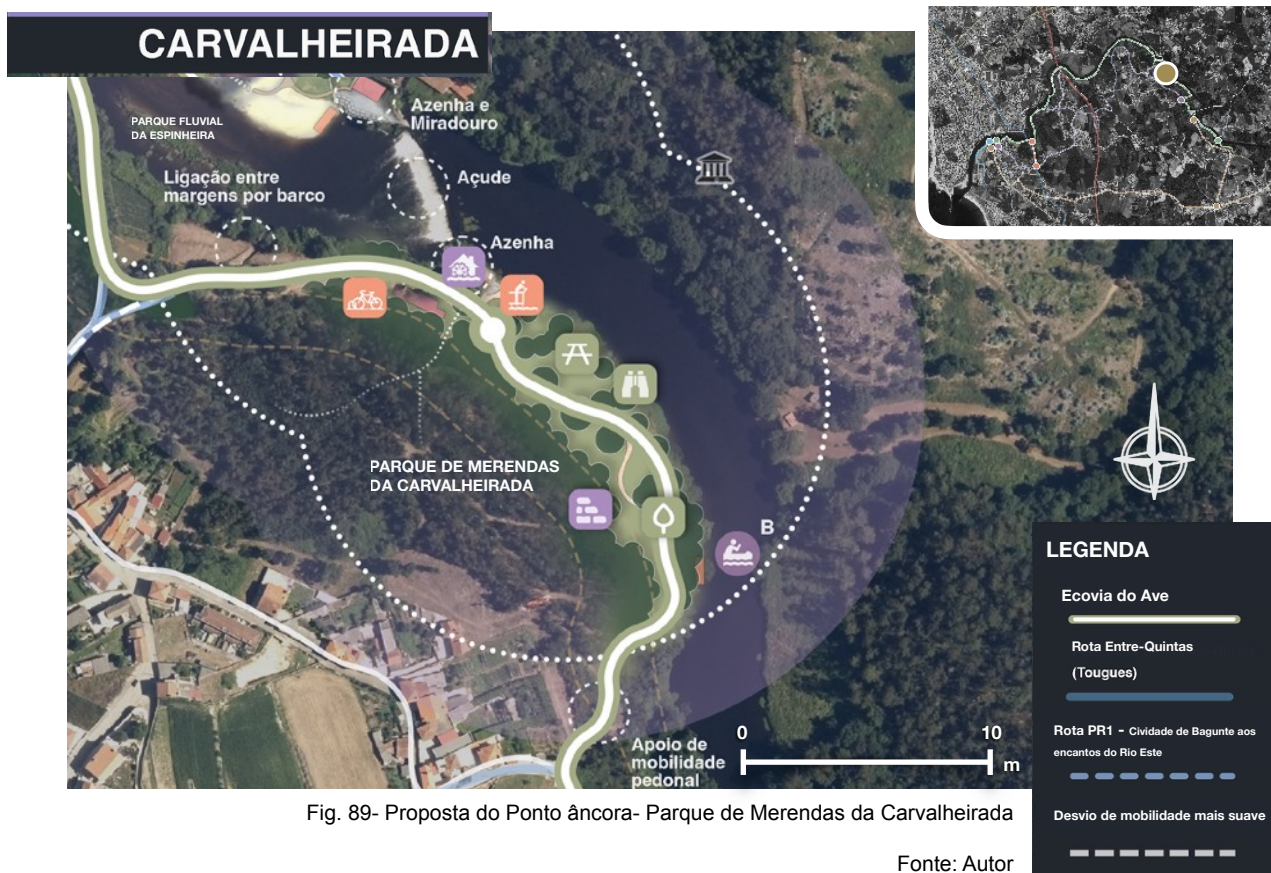 CARVALHEIRADA
PARQUE FLUVIAL
DA ESPINHEIRA
Azenha e
Miradouro
Ligação entre
margens por barco
Açude
Azenha
PARQUE DE MERENDAS
DA CARVALHEIRADA
B
Apoio de
mobilidade
pedonal
0 10
m
LEGENDA
Ecovia do Ave
Rota Entre-Quintas
(Tougues)
Rota PR1 - Cividade de Bagunte aos
encantos do Rio Este
Desvio de mobilidade mais suave
Fig. 89- Proposta do Ponto âncora- Parque de Merendas da Carvalheirada
Fonte: Autor